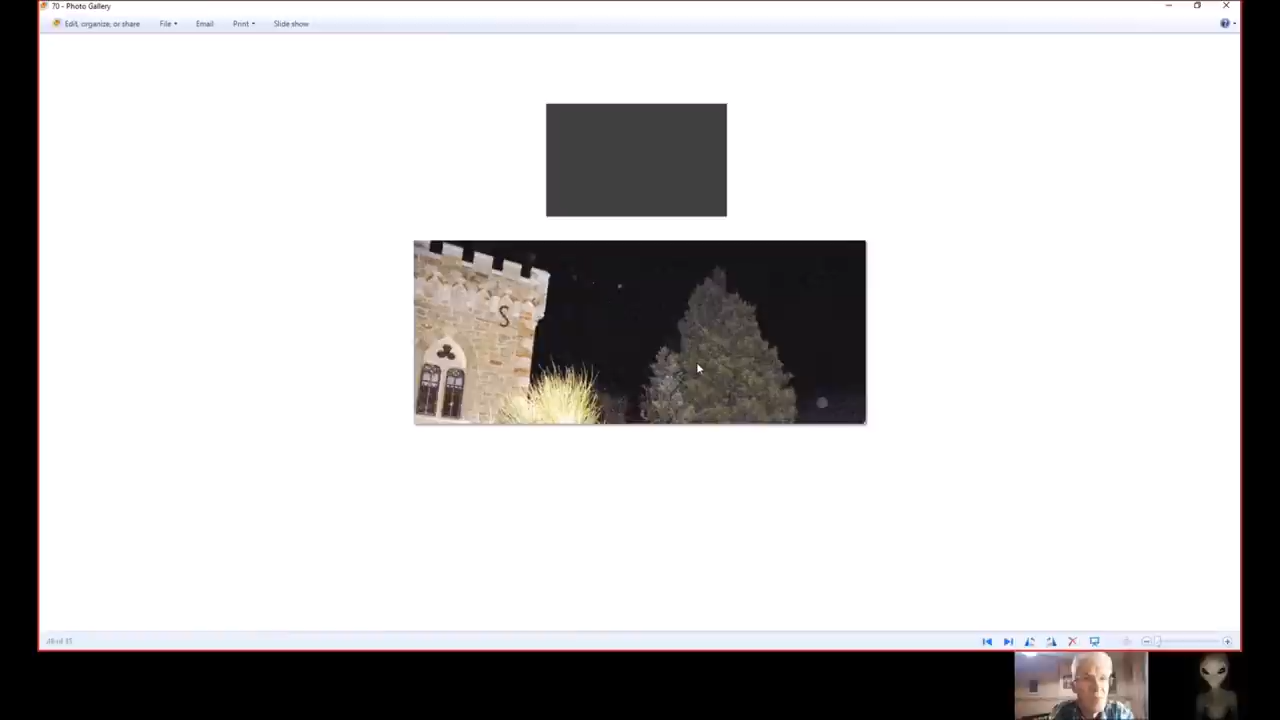 70 - Photo Gallery
Edit, organize, or share
File
Email
Print
Slide show
S